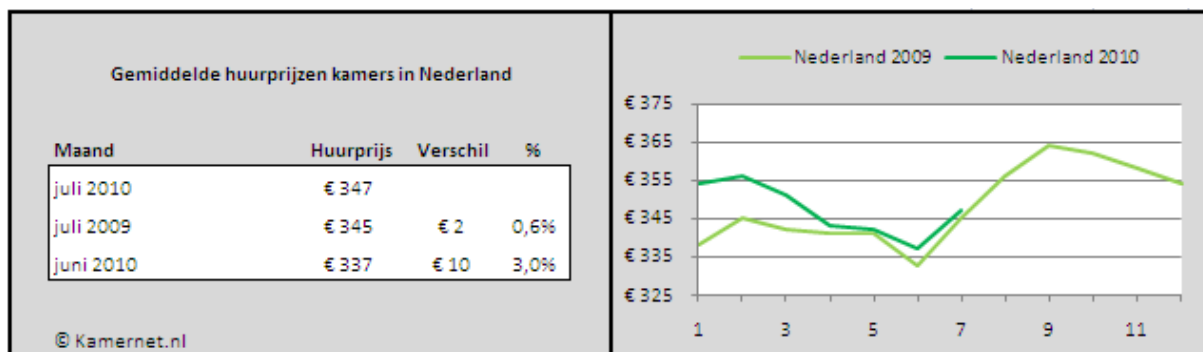 Gemiddelde huurprijzen kamers in Nederland
Maand Huurprijs Verschil %
juli 2010 € 347
juli 2009 € 345 € 2 0,6%
juni 2010 € 337 € 10 3,0%
© Kamernet.nl
Nederland 2009 Nederland 2010
€ 375
€ 365
€ 355
€ 345
€ 335
€ 325
1 3 5 7 9 11